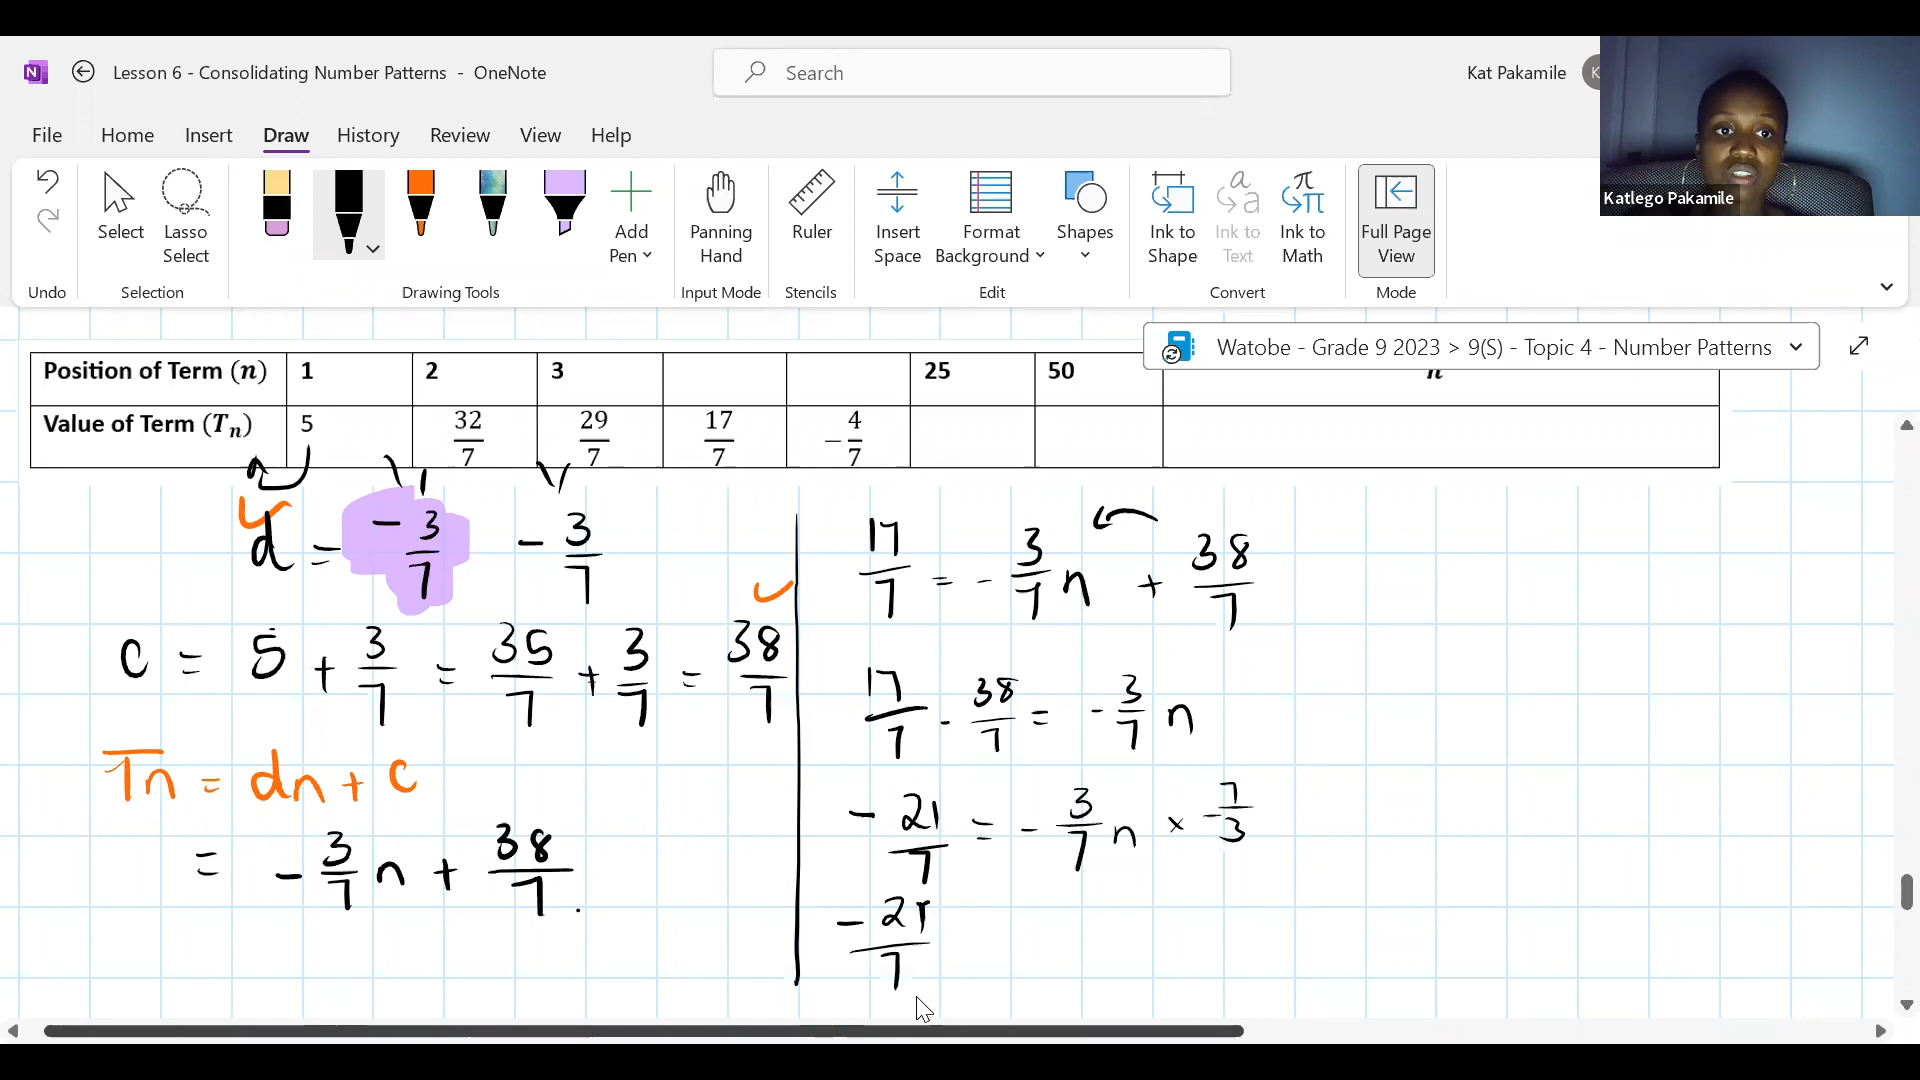 Lesson 6 - Consolidating Number Patterns - OneNote
Search
Kat Pakamile
Katlego Pakamile
File Home Insert Draw History Review View Help
Select Lasso Select Add Pen Panning Hand Ruler Insert Space Format Background Shapes Ink to Shape Ink to Text Ink to Math Full Page View
Undo Selection Drawing Tools Input Mode Stencils Edit Convert Mode
Watobe - Grade 9 2023 > 9(S) - Topic 4 - Number Patterns
Position of Term (n) 1 2 3 25 50 n
Value of Term (Tn) 5 32/7 29/7 17/7 -4/7
d = -3/7 -3/7
c = 5 + 3/7 = 35/7 + 3/7 = 38/7
Tn = dn + c
= -3/7 n + 38/7.
17/7 = -3/7 n + 38/7
17/7 - 38/7 = -3/7 n
-21/7 = -3/7 n × -7/3
-21/7